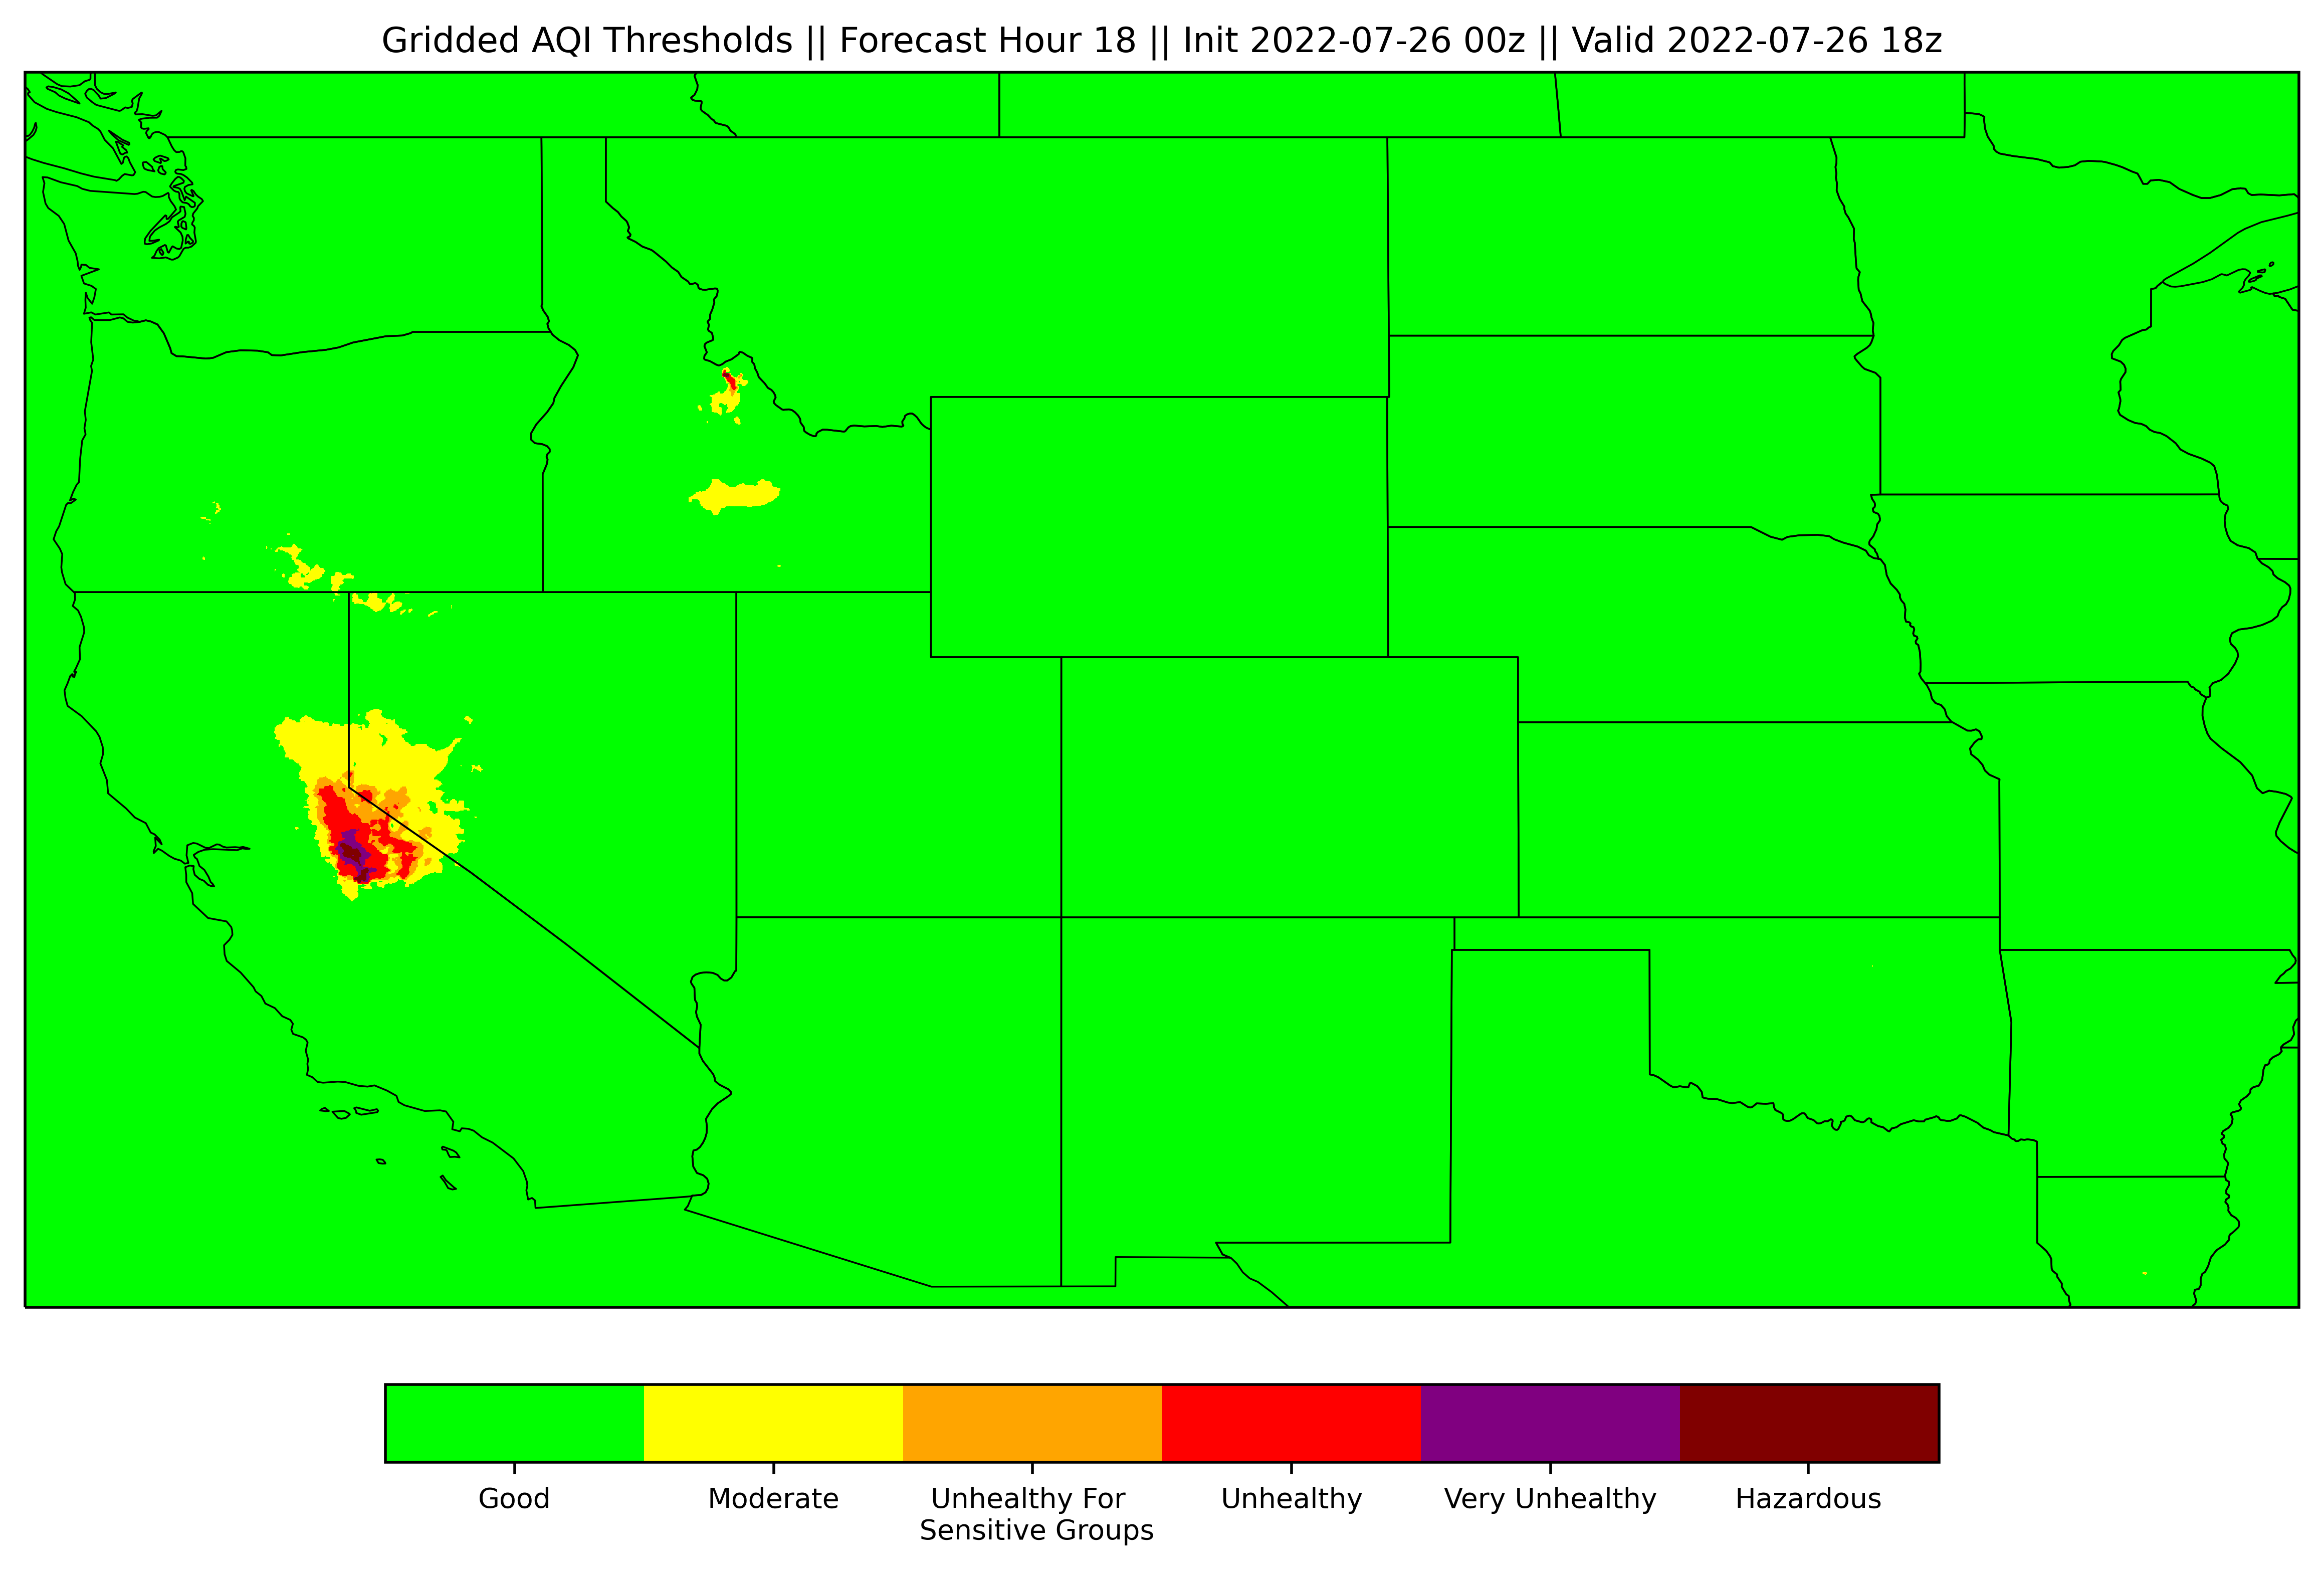 Gridded AQI Thresholds || Forecast Hour 18 || Init 2022-07-26 00z || Valid 2022-07-26 18z
Good
Moderate
Unhealthy For
Sensitive Groups
Unhealthy
Very Unhealthy
Hazardous